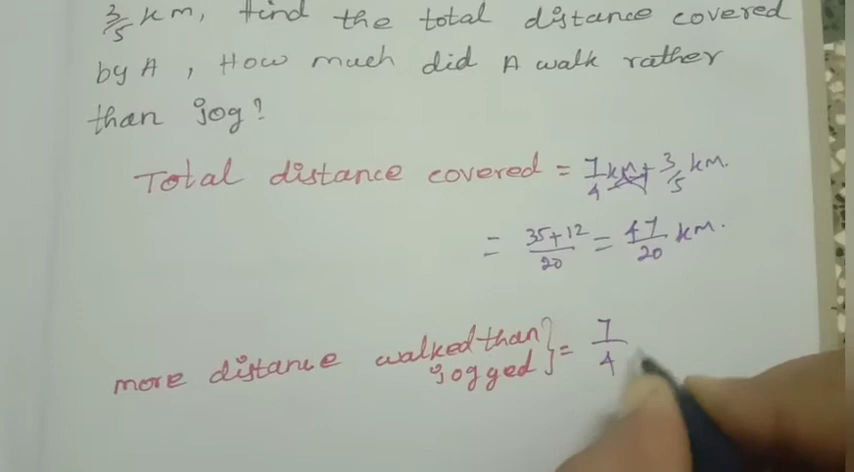 3/5 km, find the total distance covered
by A, How much did A walk rather
than jog?
Total distance covered = 7/4 km + 3/5 km.
= 35+12/20 = 47/20 km.
more distance walked than jogged} = 7/4